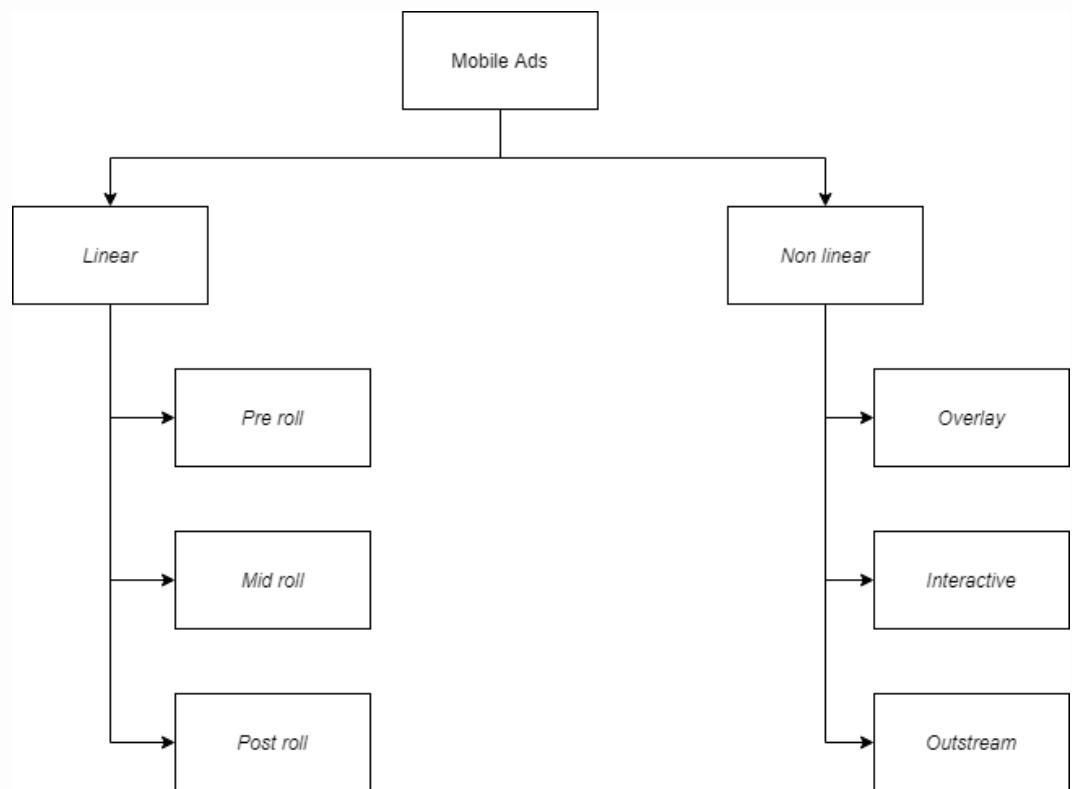 Mobile Ads
Linear
Non linear
Pre roll
Overlay
Mid roll
Interactive
Post roll
Outstream